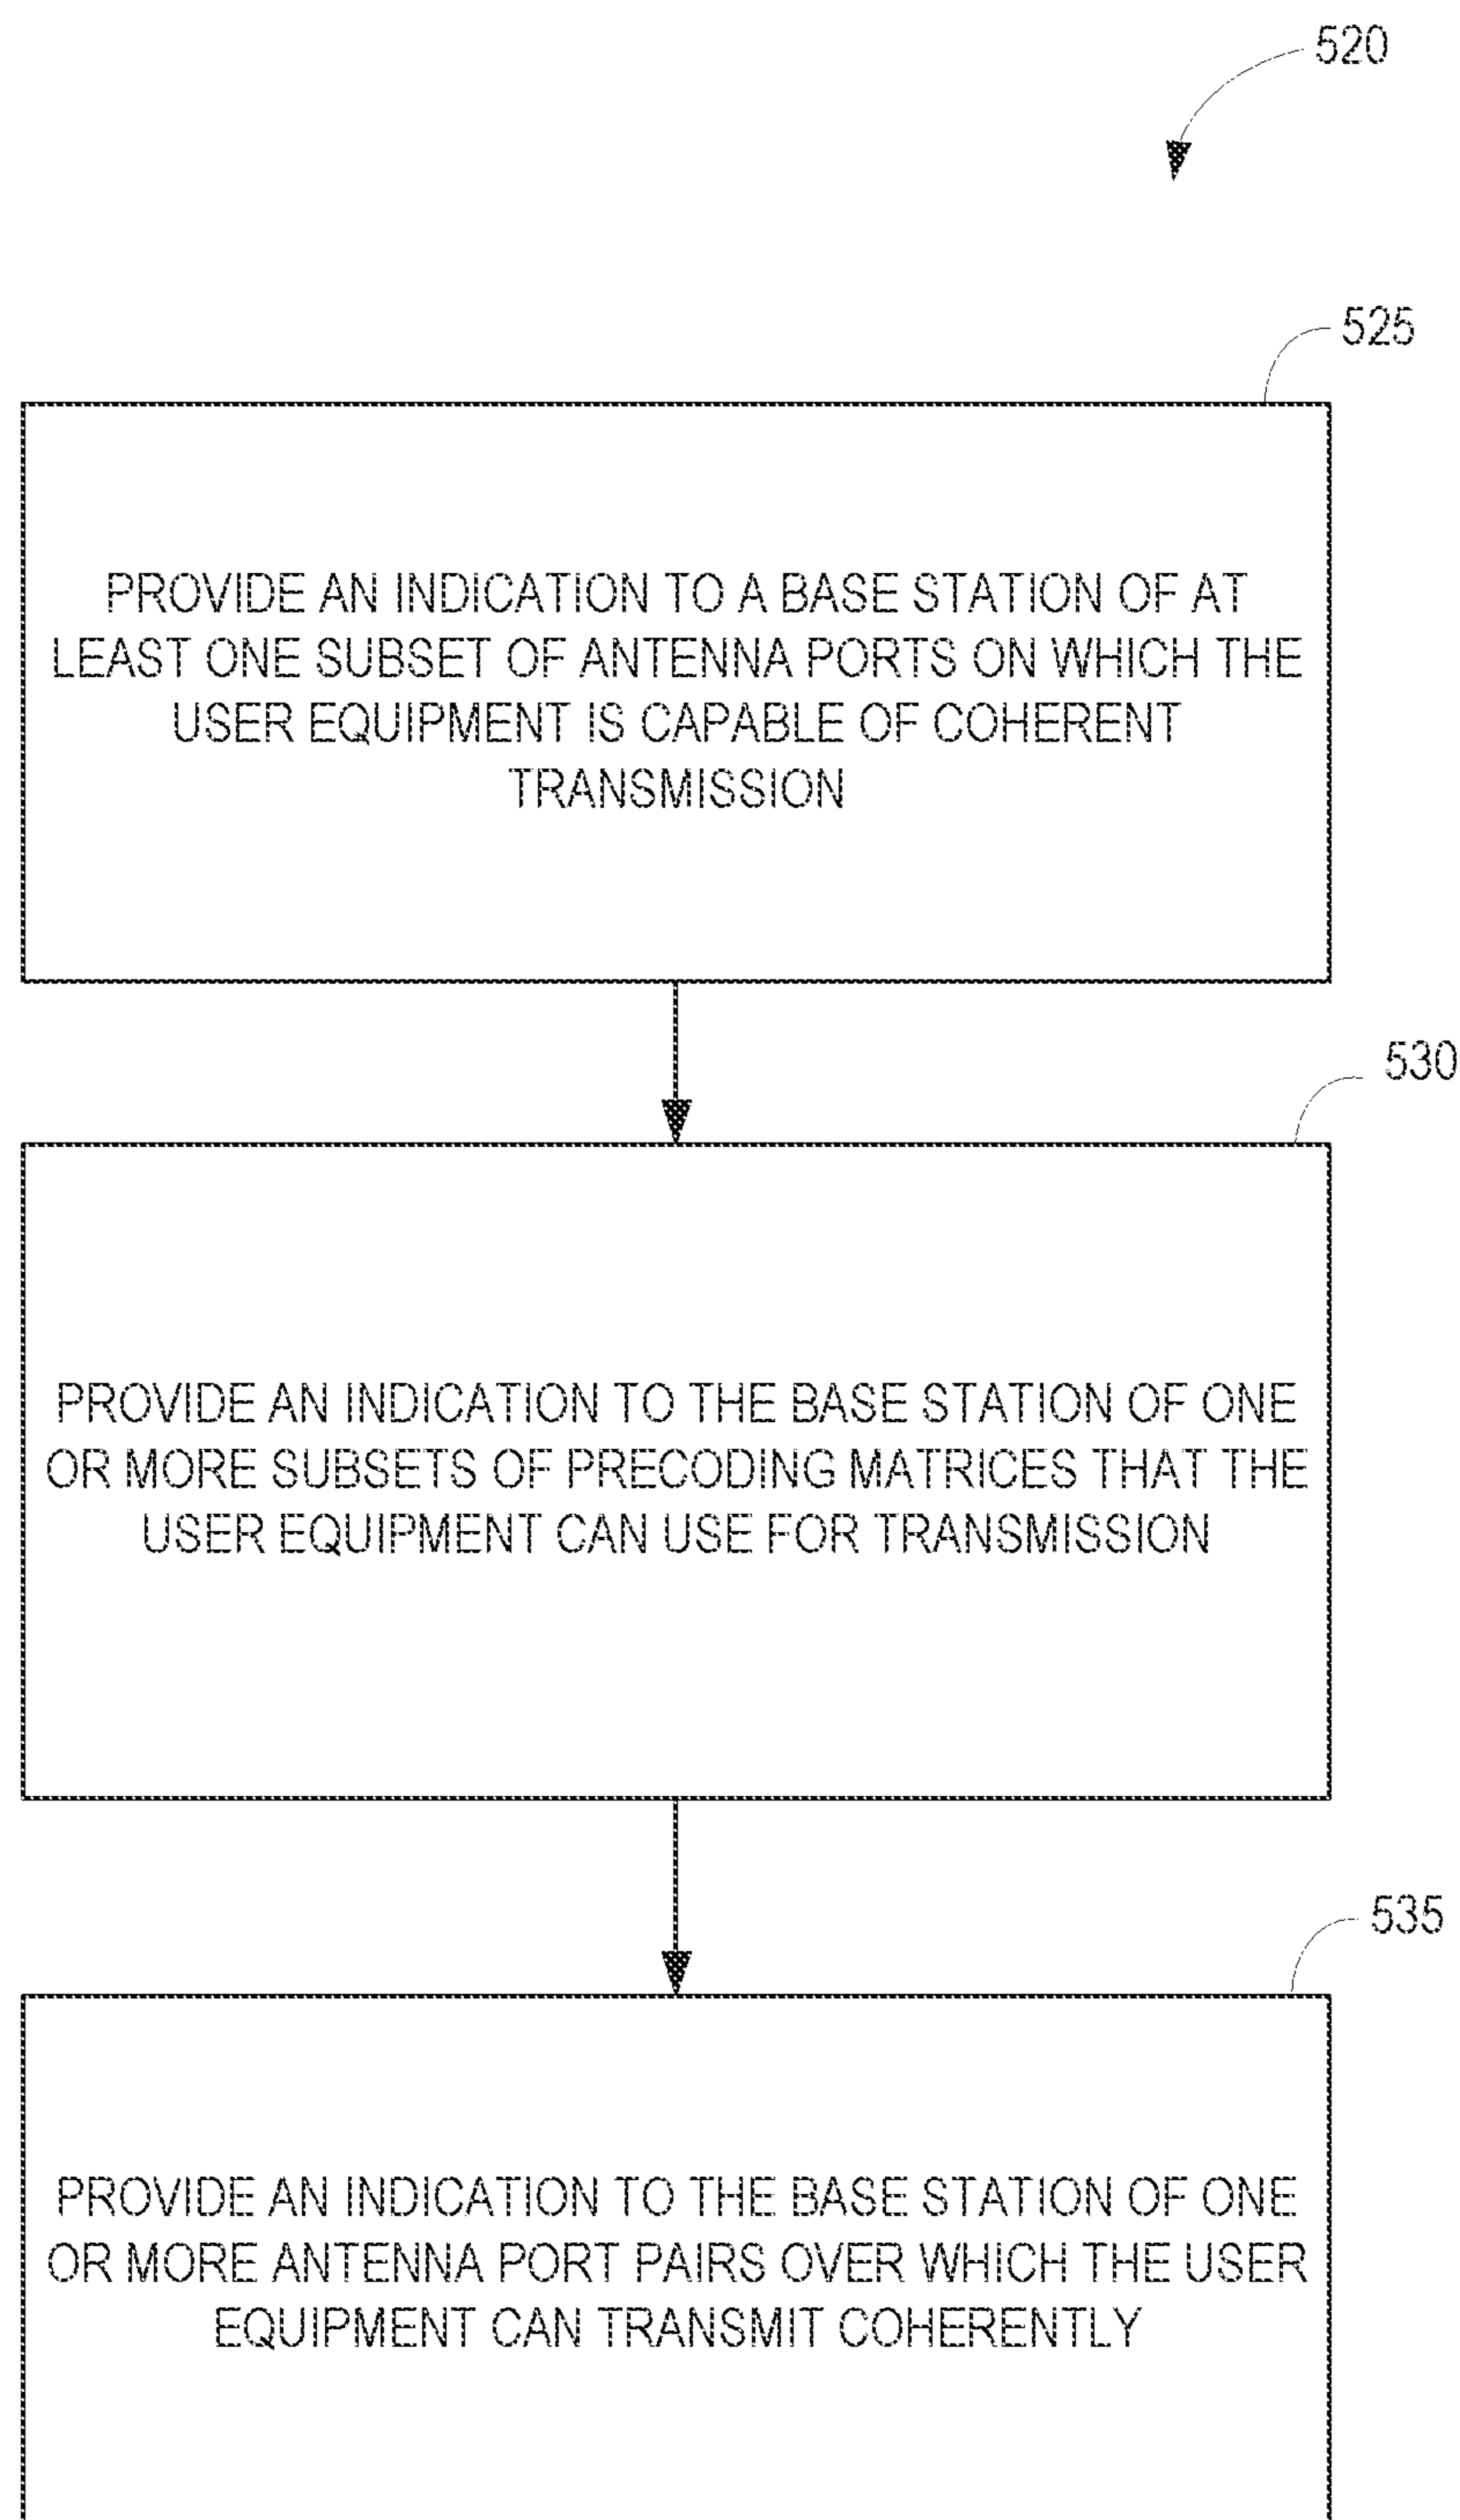 520
525
PROVIDE AN INDICATION TO A BASE STATION OF AT
LEAST ONE SUBSET OF ANTENNA PORTS ON WHICH THE
USER EQUIPMENT IS CAPABLE OF COHERENT
TRANSMISSION
530
PROVIDE AN INDICATION TO THE BASE STATION OF ONE
OR MORE SUBSETS OF PRECODING MATRICES THAT THE
USER EQUIPMENT CAN USE FOR TRANSMISSION
535
PROVIDE AN INDICATION TO THE BASE STATION OF ONE
OR MORE ANTENNA PORT PAIRS OVER WHICH THE USER
EQUIPMENT CAN TRANSMIT COHERENTLY